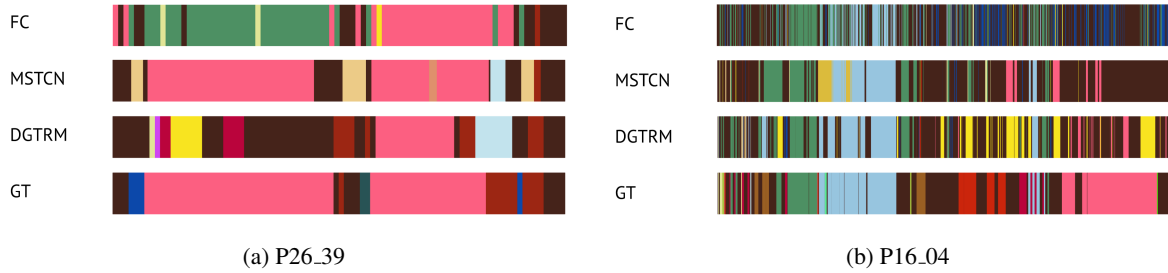 FC
MSTCN
DGTRM
GT
(a) P26_39
FC
MSTCN
DGTRM
GT
(b) P16_04